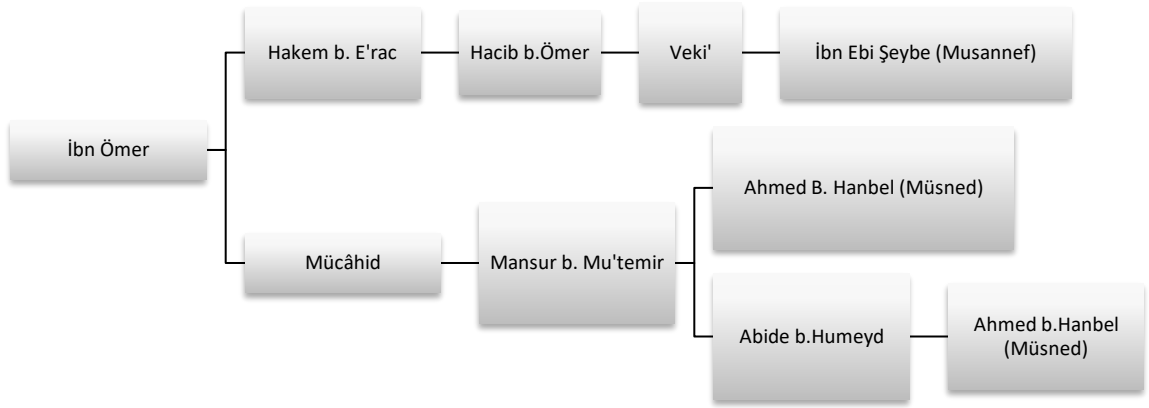 Hakem b. E'rac
Hacib b.Ömer
Veki'
İbn Ebi Şeybe (Musannef)
İbn Ömer
Ahmed B. Hanbel (Müsned)
Mücâhid
Mansur b. Mu'temir
Abide b.Humeyd
Ahmed b.Hanbel
(Müsned)